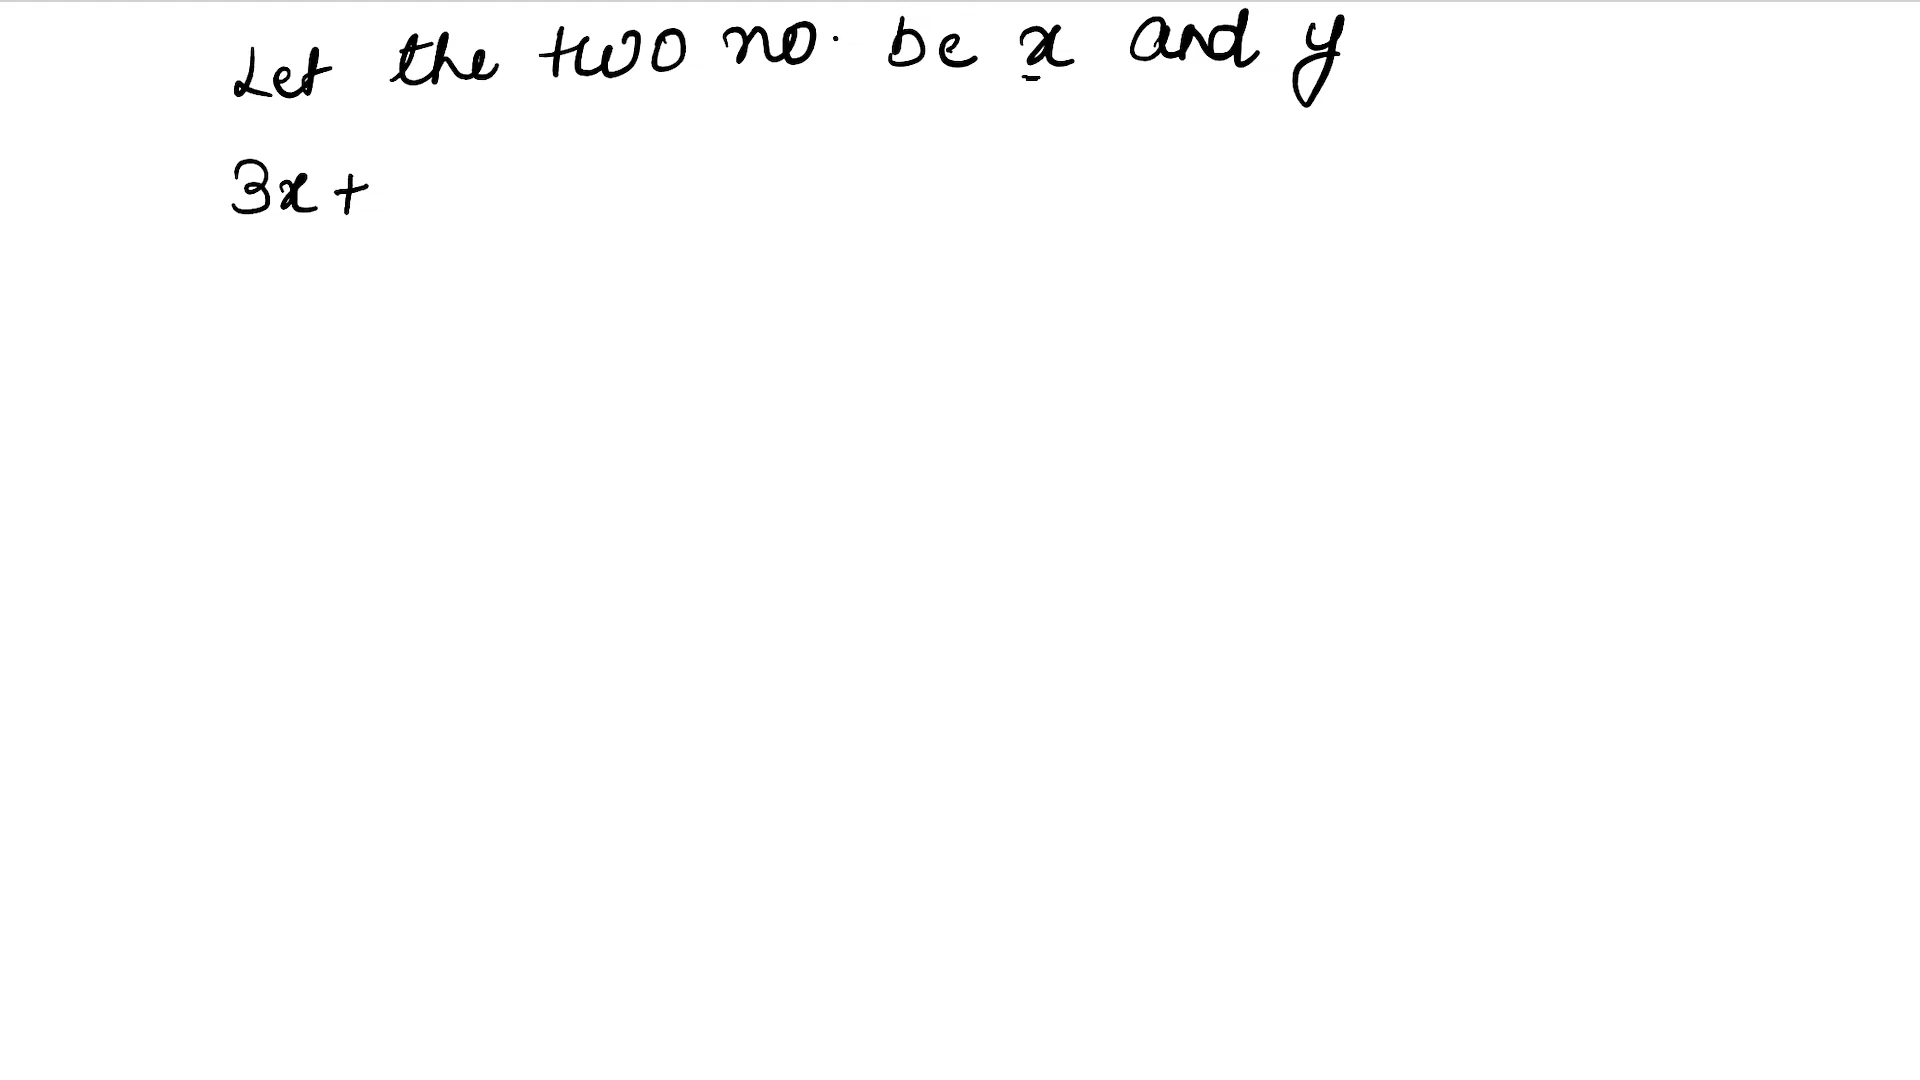 Let the two no. be x and y
3x +